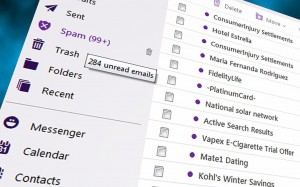 Sent
Spam (99+)
Trash
284 unread emails
Folders
Recent
Messenger
Calendar
Contacts
Delete
Move
ConsumerInjury Settlements
Hotel Estrella
ConsumerInjury Settlements
Maria Fernanda Rodriguez
FidelityLife
-PlatinumCard-
National solar network
Active Search Results
Vapex E-Cigarette Trial Offer
Mate1 Dating
Kohl's Winter Savings